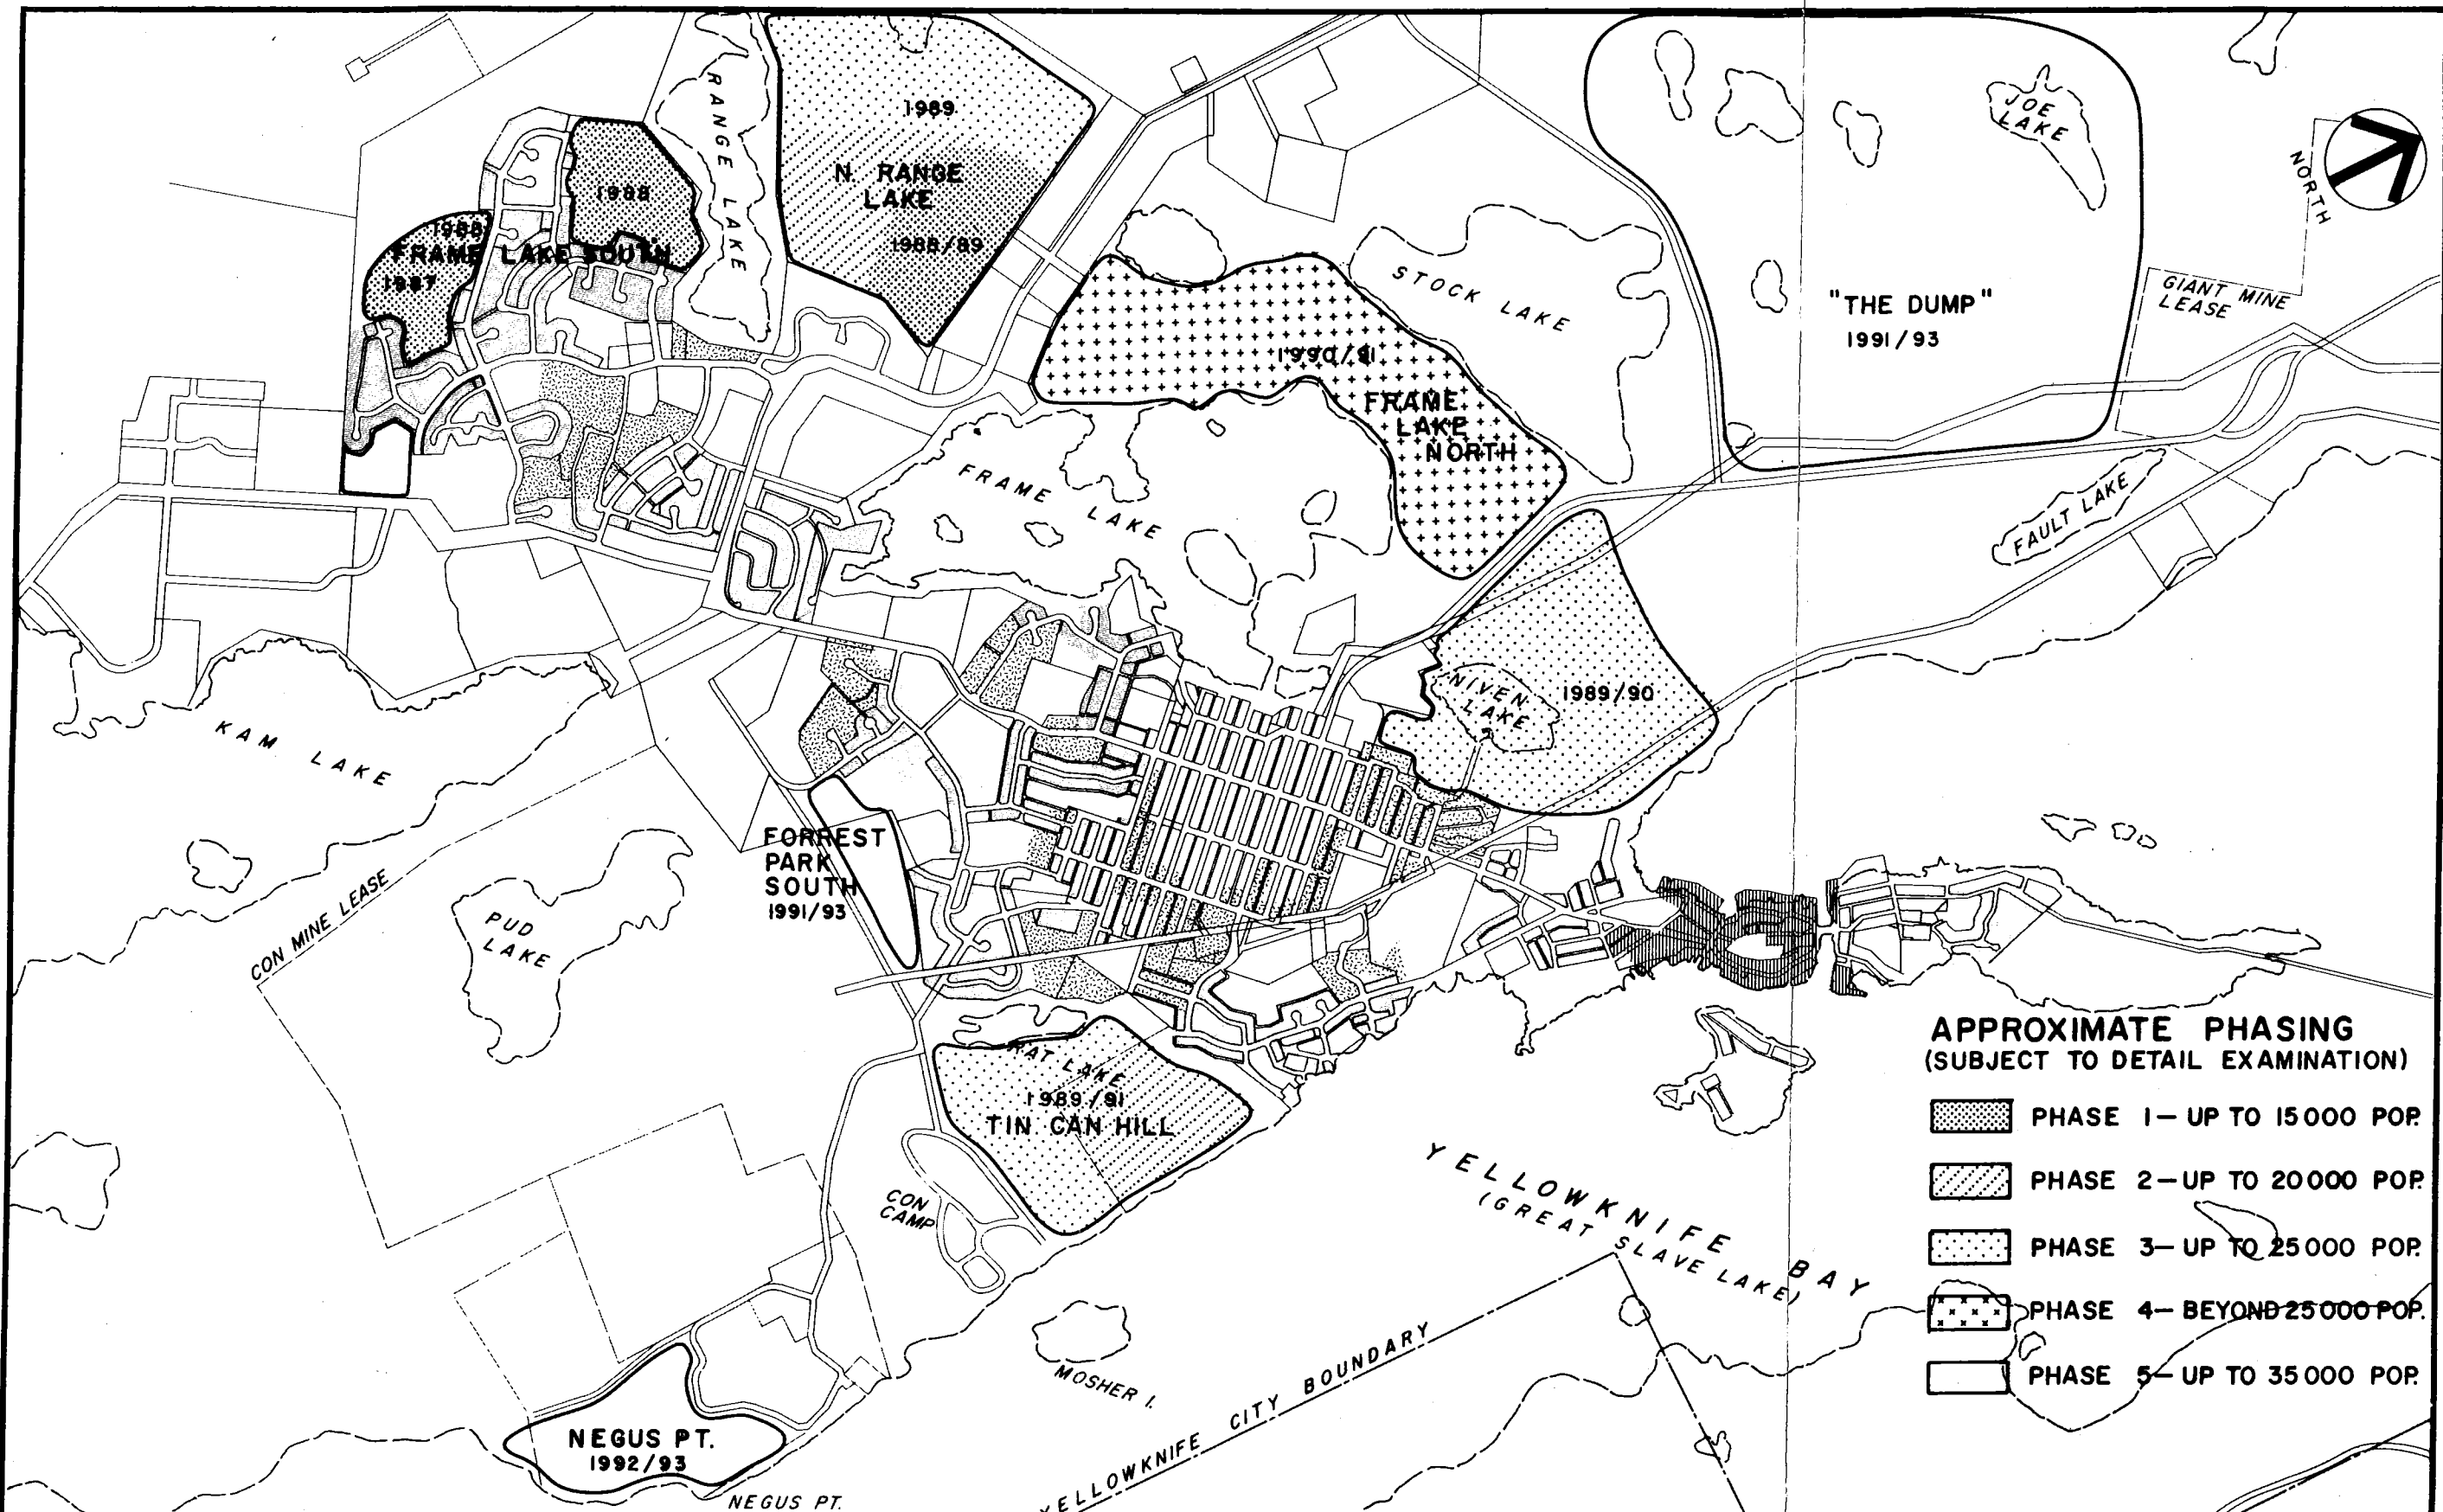 1989
N. RANGE
LAKE
1988/89
RANGE LAKE
1988
1988
FRAME LAKE SOUTH
1987
JOE
LAKE
NORTH
STOCK LAKE
"THE DUMP"
1991/93
GIANT MINE
LEASE
1990/91
FRAME
LAKE
NORTH
FRAME LAKE
FAULT LAKE
NIVEN
LAKE
1989/90
KAM LAKE
FORREST
PARK
SOUTH
1991/93
CON MINE LEASE
PUD
LAKE
RAT LAKE
1989/91
TIN CAN HILL
CON
CAMP
YELLOWKNIFE BAY
(GREAT SLAVE LAKE)
MOSHER I.
YELLOWKNIFE CITY BOUNDARY
NEGUS PT.
1992/93
NEGUS PT.
APPROXIMATE PHASING
(SUBJECT TO DETAIL EXAMINATION)
PHASE 1— UP TO 15000 POP.
PHASE 2— UP TO 20000 POP.
PHASE 3— UP TO 25000 POP.
PHASE 4— BEYOND 25000 POP.
PHASE 5— UP TO 35000 POP.